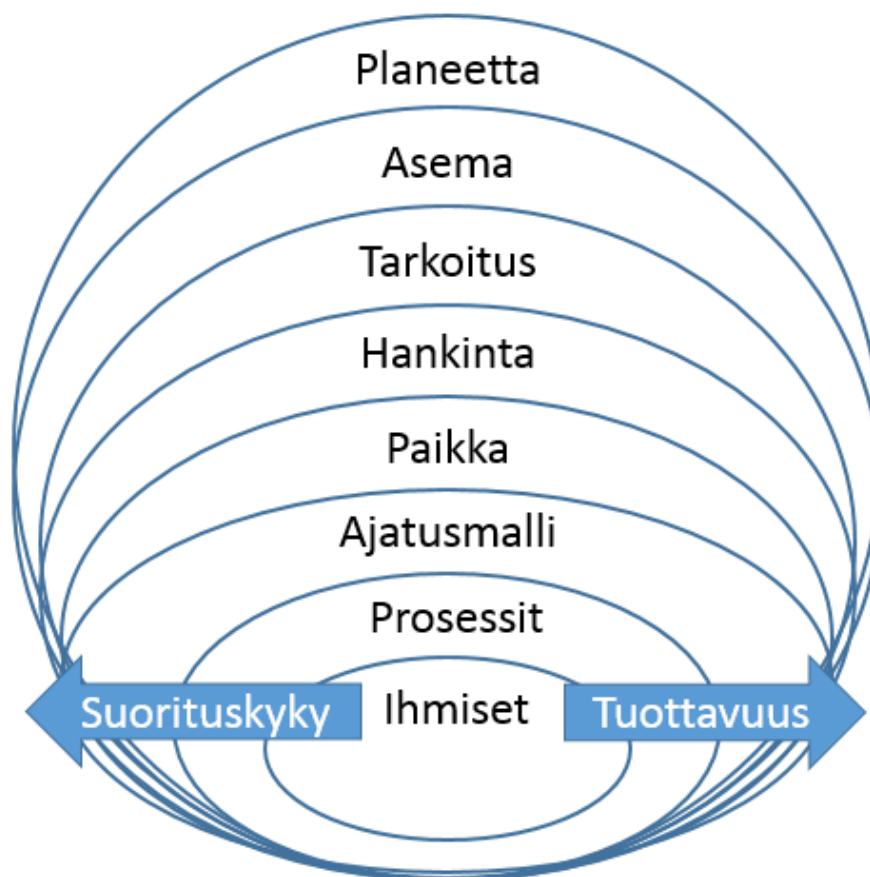 Planeetta
Asema
Tarkoitus
Hankinta
Paikka
Ajatusmalli
Prosessit
Suorituskyky
Ihmiset
Tuottavuus